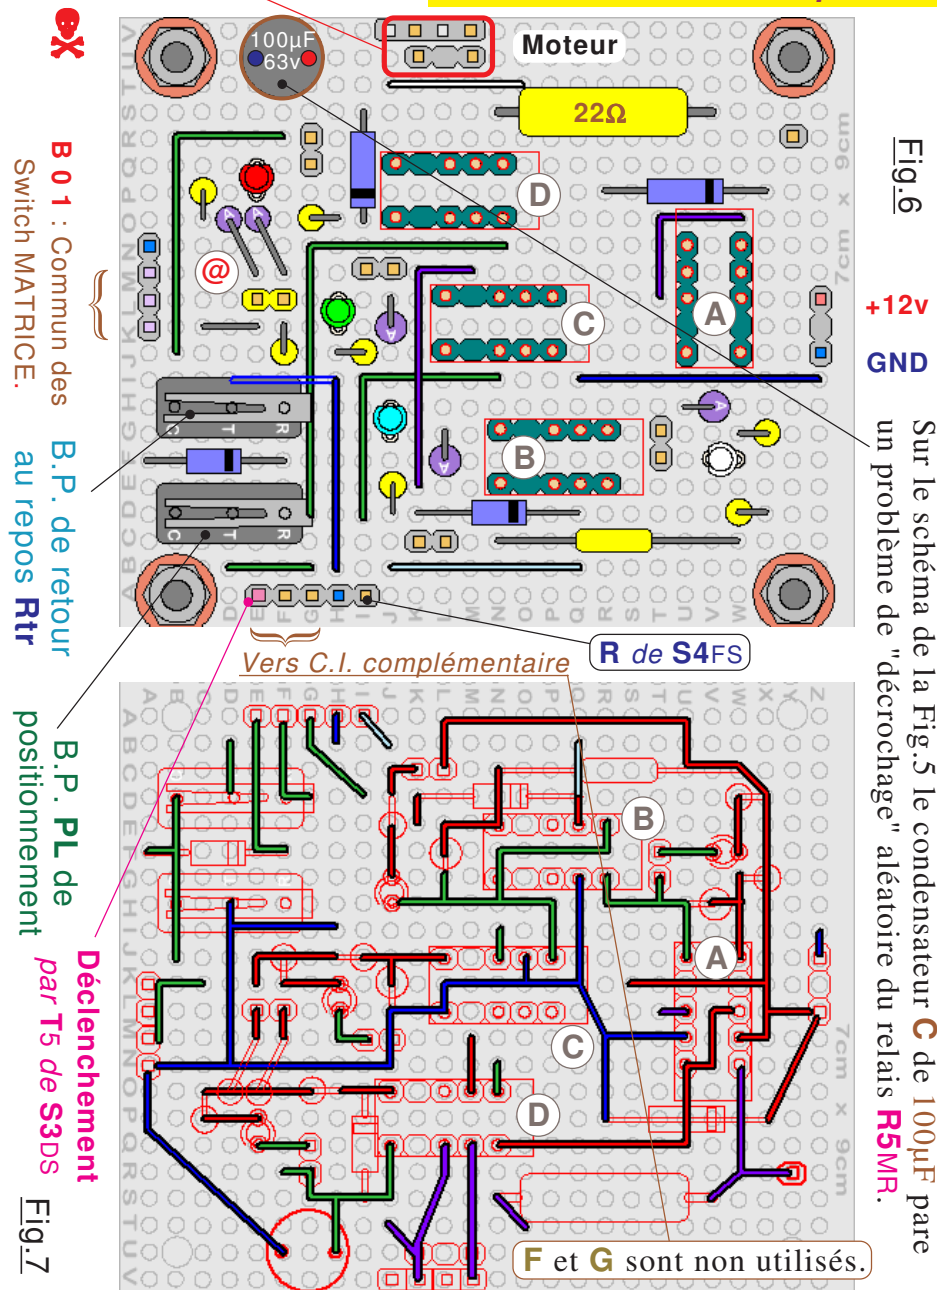 100µF
63v
Moteur
22Ω
Fig.6
7cm x 9cm
B 0 1 : Commun des
Switch MATRICE.
@
A
A
A
A
A
A
B
C
D
+12v
GND
R
T
C
R
T
C
A B C D E F G H I J K L M N O P Q R S T U V
D E F G H I J K L M N O P Q R S T U V W X Y Z
B.P. de retour
au repos Rtr
B.P. PL de
positionnement
Déclenchement
par T5 de S3DS
R de S4FS
Vers C.I. complémentaire
Sur le schéma de la Fig.5 le condensateur C de 100µF pare
un problème de "décrochage" aléatoire du relais R5MR.
A B C D E F G H I J K L M N O P Q R S T U V W X Y Z
A B C D E F G H I J K L M N O P Q R S T U V
7cm x 9cm
B
A
C
D
F et G sont non utilisés.
Fig.7